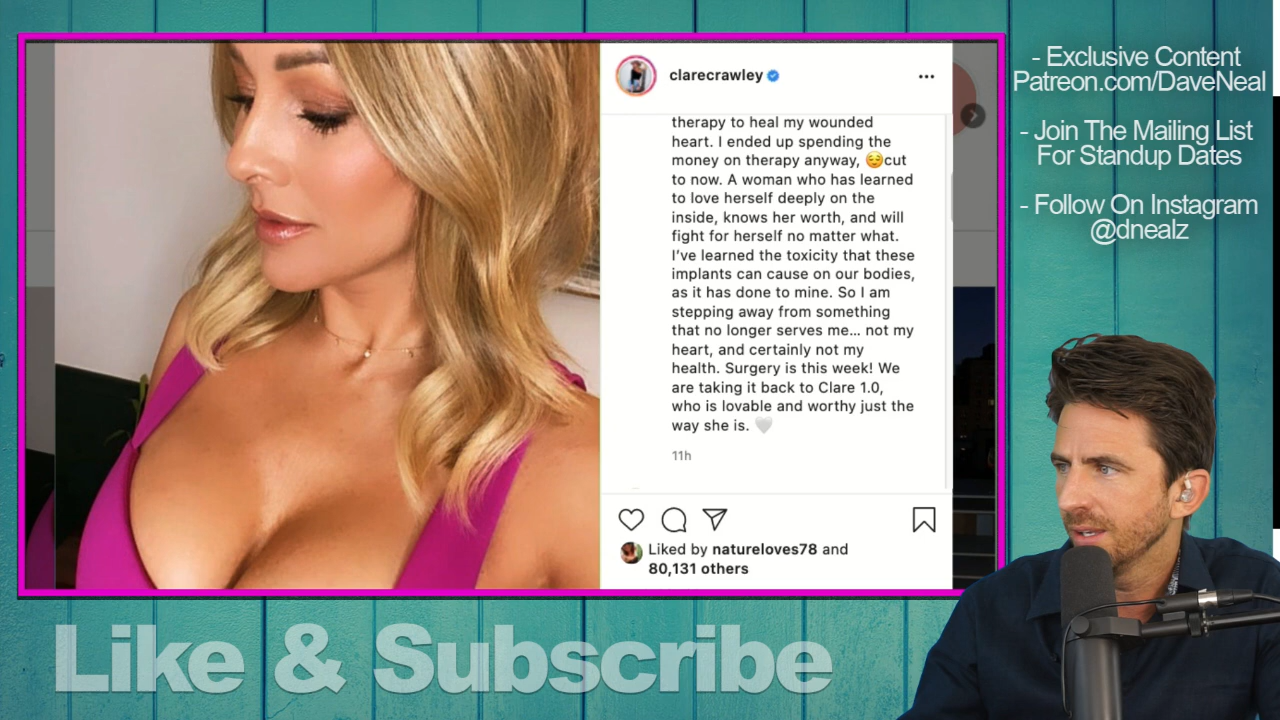 clarecrawley
therapy to heal my wounded
heart. I ended up spending the
money on therapy anyway, 😌cut
to now. A woman who has learned
to love herself deeply on the
inside, knows her worth, and will
fight for herself no matter what.
I’ve learned the toxicity that these
implants can cause on our bodies,
as it has done to mine. So I am
stepping away from something
that no longer serves me... not my
heart, and certainly not my
health. Surgery is this week! We
are taking it back to Clare 1.0,
who is lovable and worthy just the
way she is. 🤍
11h
Liked by natureloves78 and
80,131 others
- Exclusive Content
Patreon.com/DaveNeal
- Join The Mailing List
For Standup Dates
- Follow On Instagram
@dnealz
Like & Subscribe